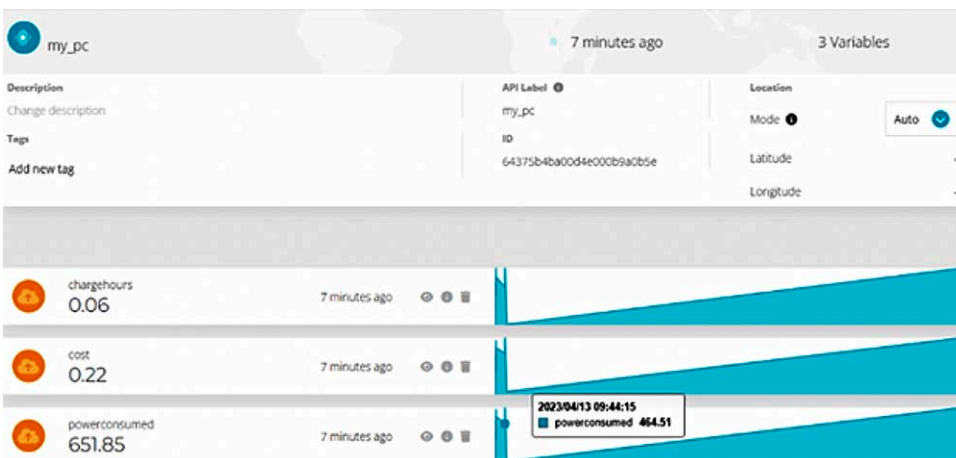 my_pc
7 minutes ago
3 Variables
Description
Change description
Tags
Add new tag
API Label
my_pc
ID
64375b4ba00d4e000b9a0b5e
Location
Mode
Auto
Latitude
Longitude
chargehours
0.06
7 minutes ago
cost
0.22
7 minutes ago
2023/04/13 09:44:15
powerconsumed 464.51
powerconsumed
651.85
7 minutes ago